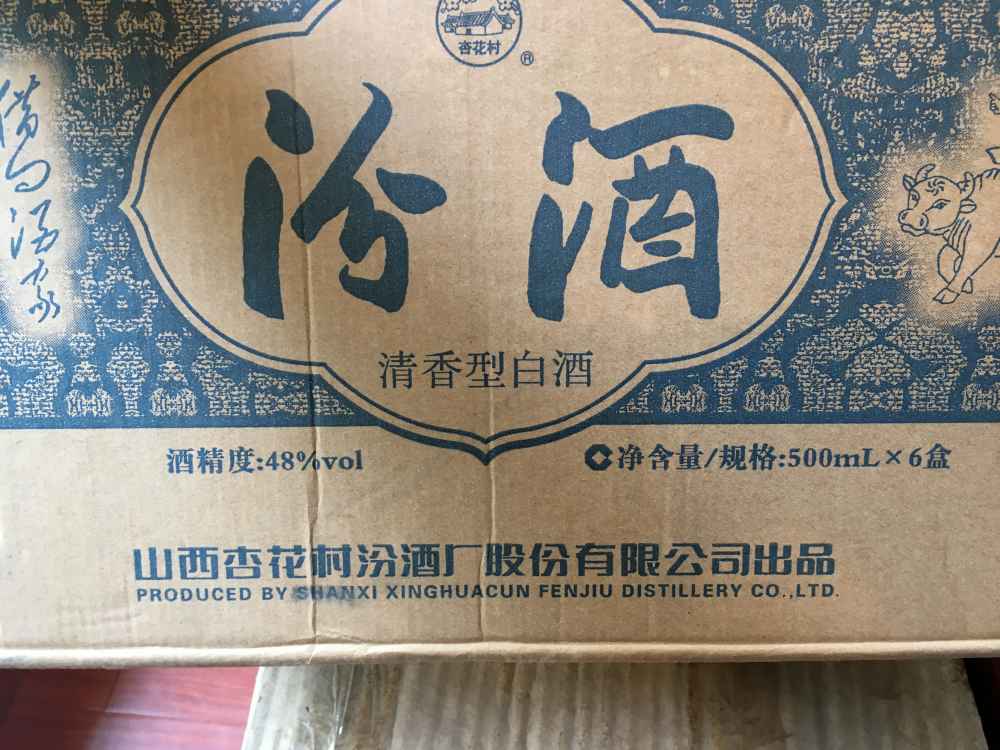 杏花村
®
汾酒
清香型白酒
酒精度:48%vol
净含量/规格:500mL×6盒
山西杏花村汾酒厂股份有限公司出品
PRODUCED BY SHANXI XINGHUACUN FENJIU DISTILLERY CO.,LTD.